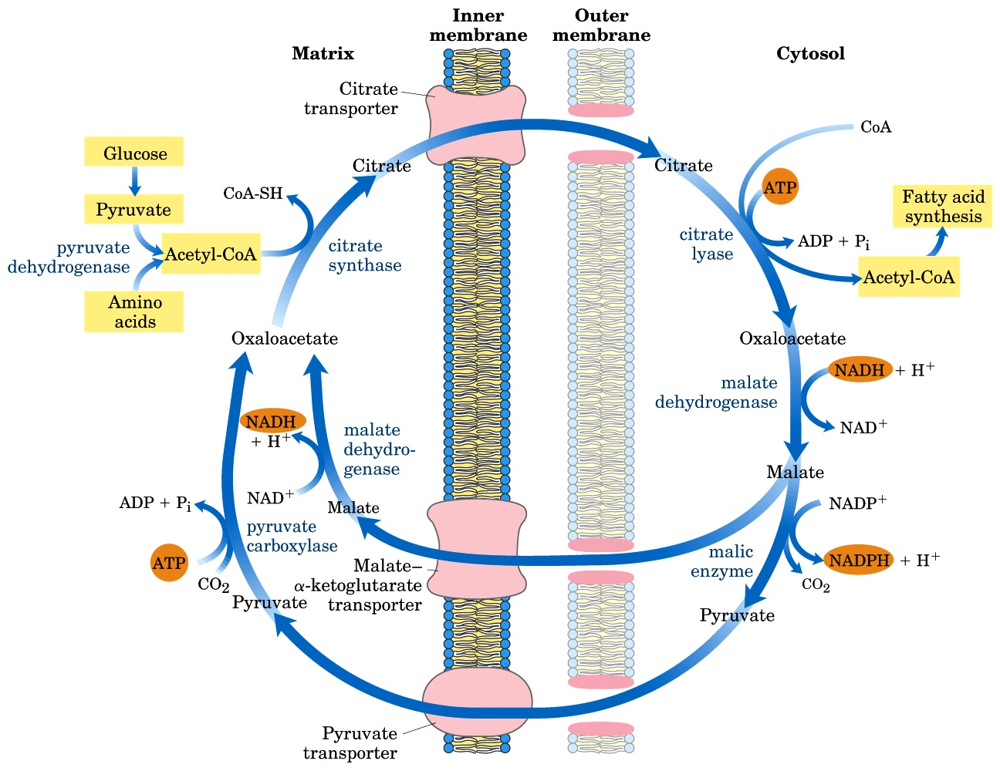 Inner
membrane
Outer
membrane
Matrix
Cytosol
Citrate
transporter
CoA
Glucose
Citrate
Citrate
CoA-SH
ATP
Pyruvate
Fatty acid
synthesis
pyruvate
dehydrogenase
Acetyl-CoA
citrate
synthase
citrate
lyase
ADP + Pi
Acetyl-CoA
Amino
acids
Oxaloacetate
Oxaloacetate
NADH + H+
malate
dehydrogenase
NAD+
NADH
+ H+
malate
dehydro-
genase
NAD+
Malate
Malate
ADP + Pi
NADP+
pyruvate
carboxylase
ATP
CO2
malic
enzyme
NADPH + H+
CO2
Malate–
α-ketoglutarate
transporter
Pyruvate
Pyruvate
Pyruvate
transporter